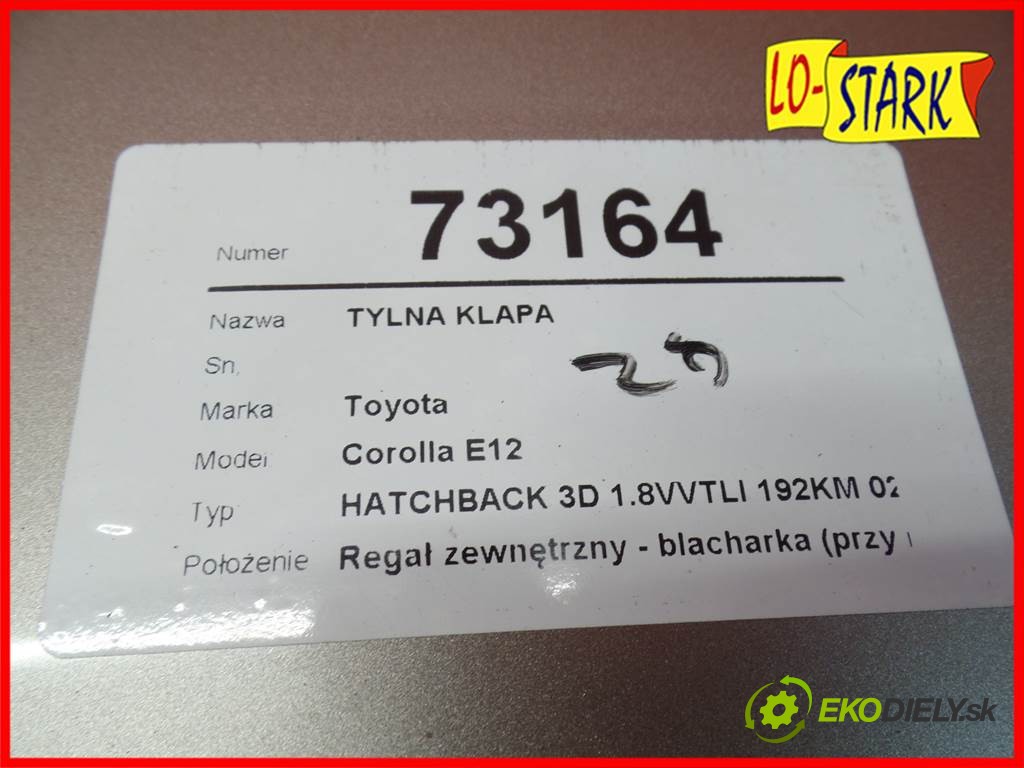 LO-STARK
Numer 73164
Nazwa TYLNA KLAPA
Sn.
29
Marka Toyota
Model Corolla E12
Typ HATCHBACK 3D 1.8VVTLI 192KM 02
Położenie Regał zewnętrzny - blacharka (przy
EKODIELY.sk